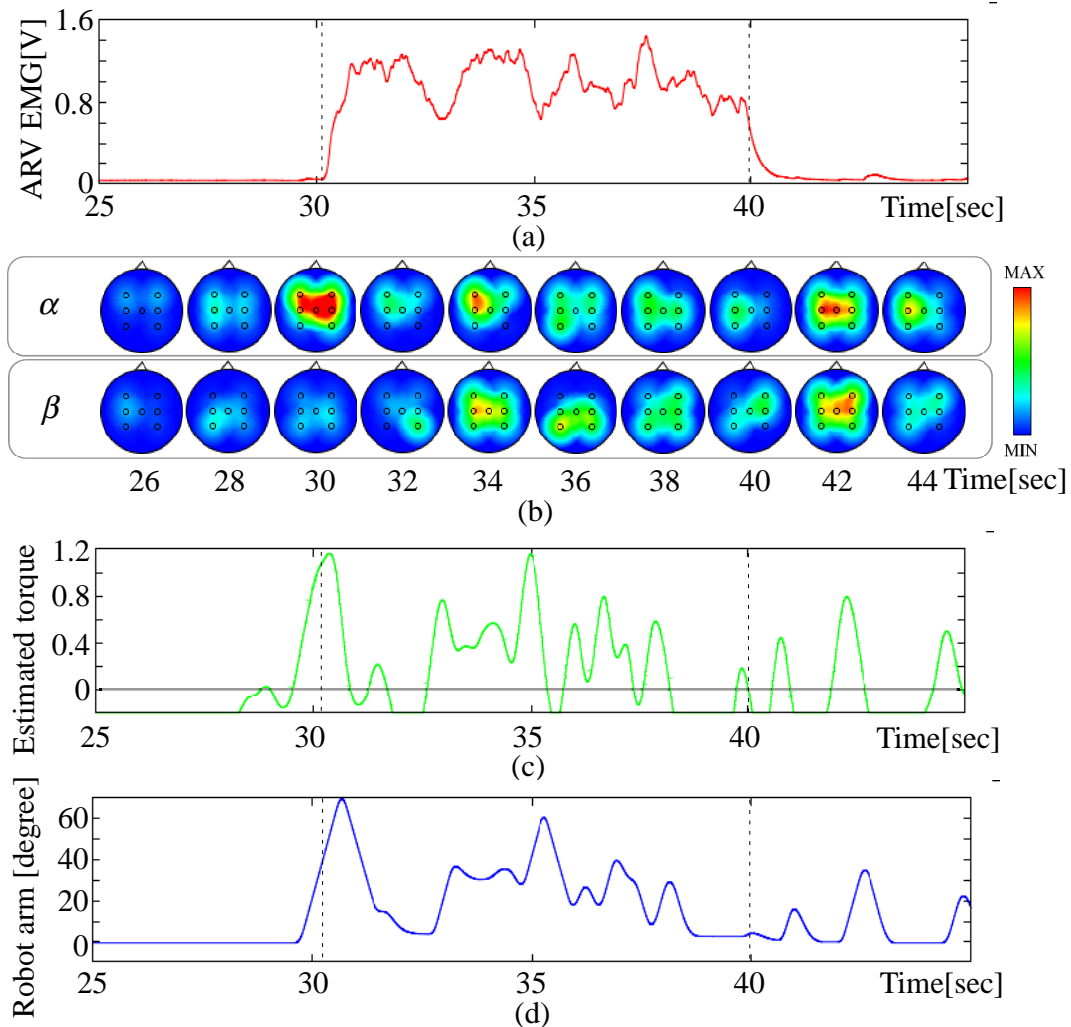 ARV EMG[V]
1.6
0.8
0
25
30
35
40
Time[sec]
(a)
α
β
MAX
MIN
26 28 30 32 34 36 38 40 42 44 Time[sec]
(b)
Estimated torque
1.2
0.8
0.4
0
25
30
35
40
Time[sec]
(c)
Robot arm [degree]
60
40
20
0
25
30
35
40
Time[sec]
(d)